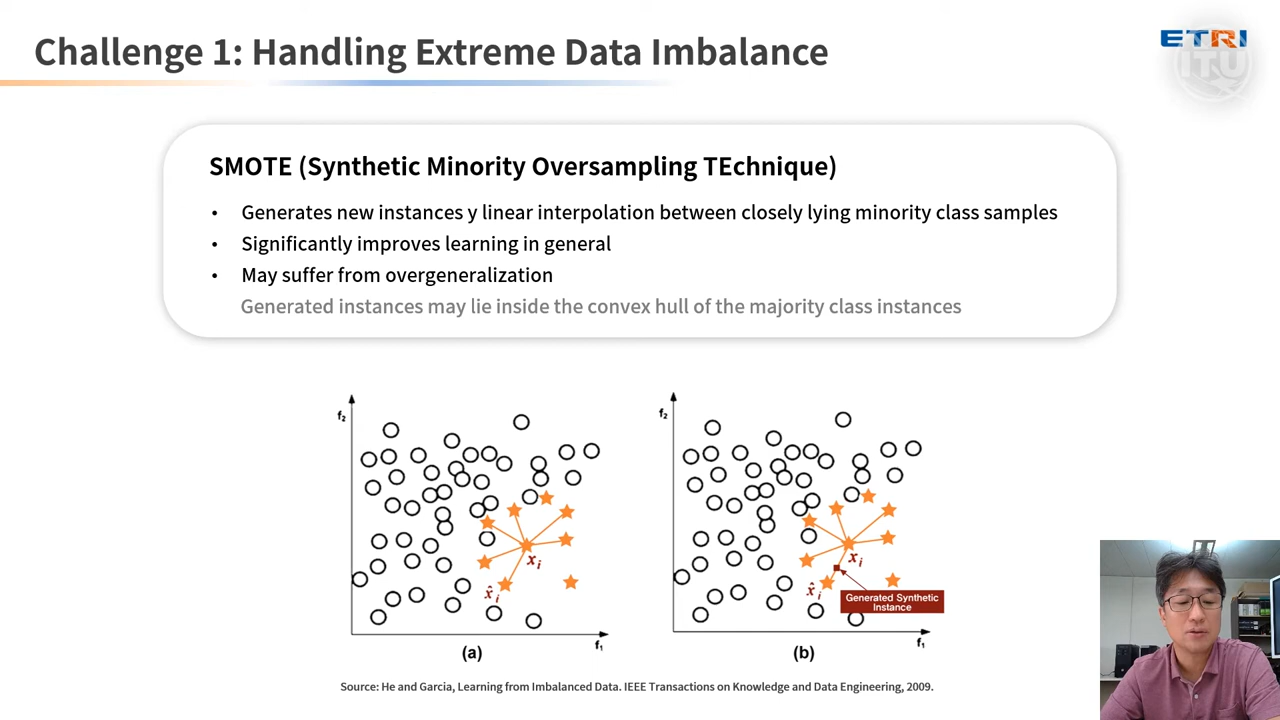 Challenge 1: Handling Extreme Data Imbalance
ETRI
ITU
SMOTE (Synthetic Minority Oversampling TEchnique)
• Generates new instances y linear interpolation between closely lying minority class samples
• Significantly improves learning in general
• May suffer from overgeneralization
Generated instances may lie inside the convex hull of the majority class instances
f₂
xᵢ
x̂ᵢ
f₁
(a)
f₂
xᵢ
x̂ᵢ
Generated Synthetic
Instance
f₁
(b)
Source: He and Garcia, Learning from Imbalanced Data. IEEE Transactions on Knowledge and Data Engineering, 2009.